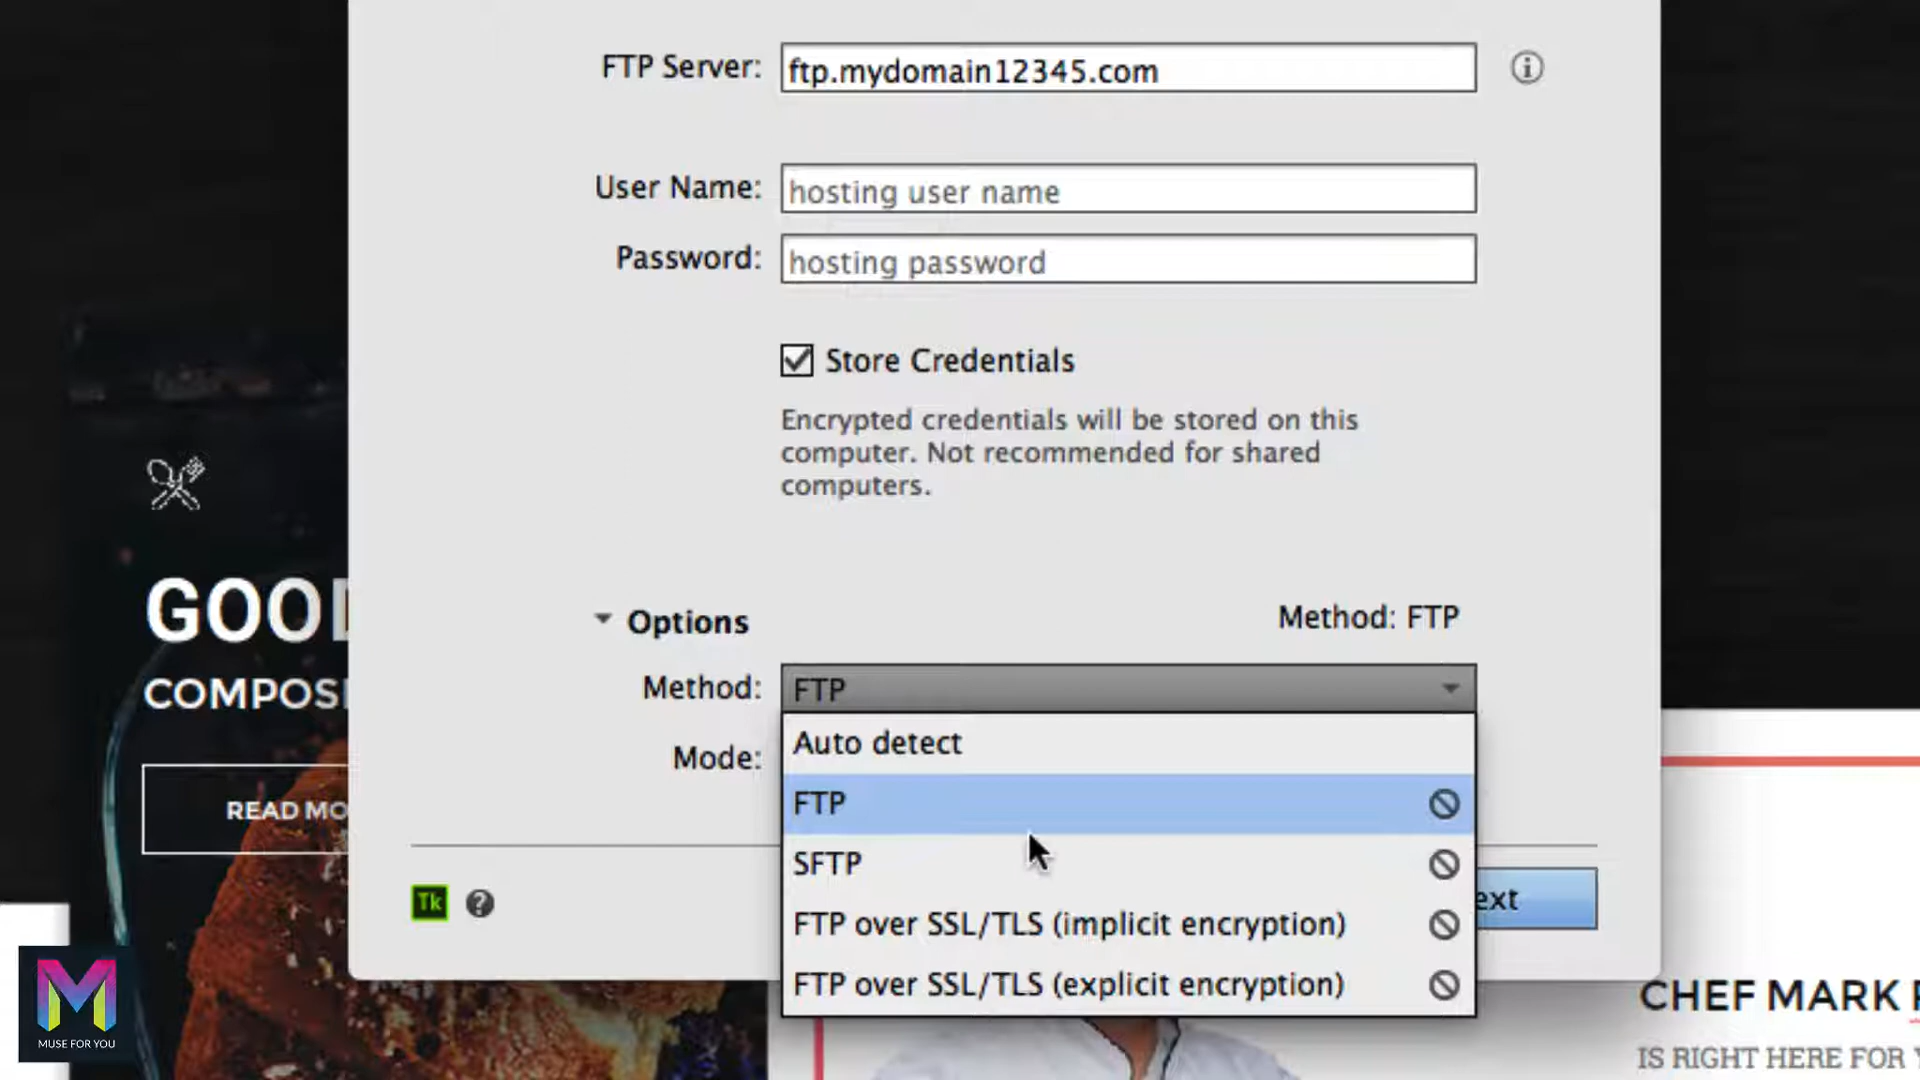 FTP Server: ftp.mydomain12345.com
User Name: hosting user name
Password: hosting password
Store Credentials
Encrypted credentials will be stored on this
computer. Not recommended for shared
computers.
Options Method: FTP
Method: FTP
Auto detect
Mode:
FTP
SFTP
FTP over SSL/TLS (implicit encryption)
FTP over SSL/TLS (explicit encryption)
ext
Tk ?
GOOD
COMPOS
READ MO
MUSE FOR YOU
CHEF MARK
IS RIGHT HERE FOR